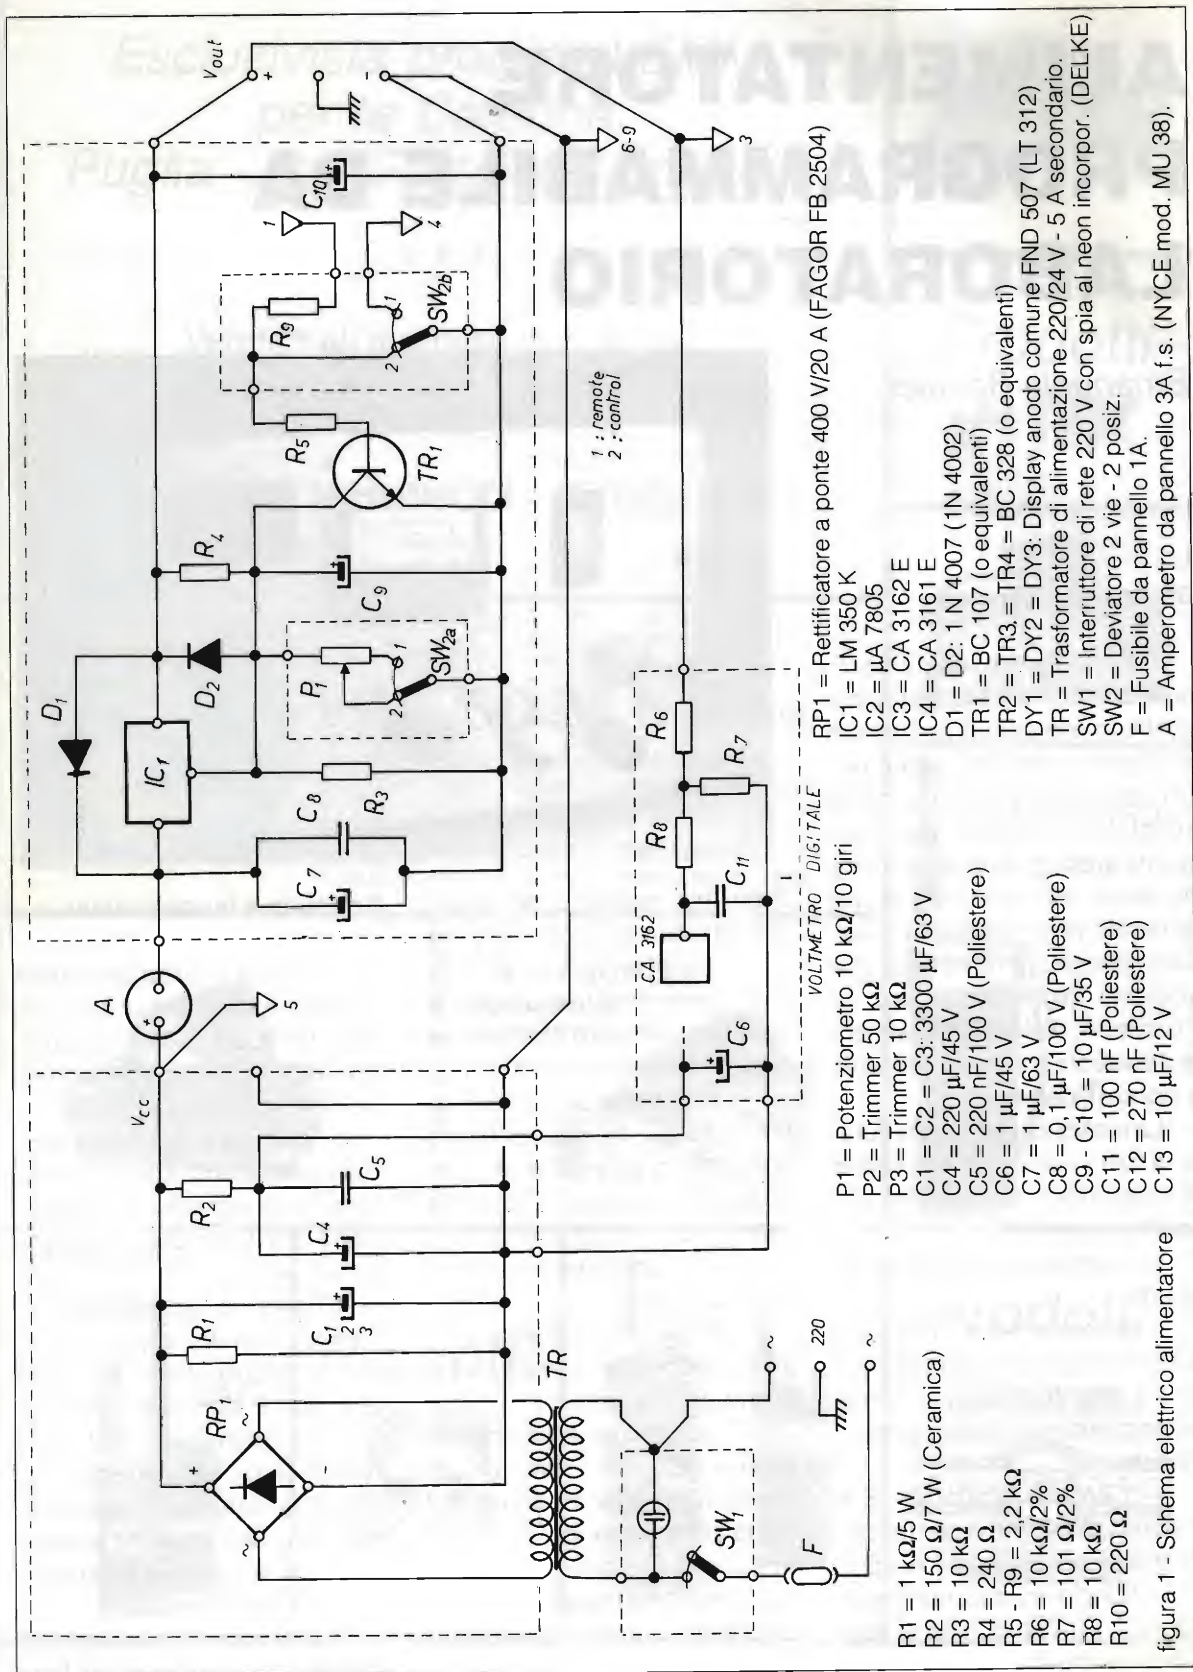 Vout
+
-
6-9
3
D1
IC1
D2
R4
C10
1
4
R9
SW2b
1
2
R5
TR1
C9
P1
1
2
SW2a
C8
C7
R3
1 : remote
2 : control
A
+
5
Vcc
R2
C5
C4
R1
C1
2
3
RP1
+
-
~
~
TR
SW1
F
~
220
~
R6
R7
R8
C11
CA 3162
C6
VOLTMETRO DIGITALE
R1 = 1 kΩ/5 W
R2 = 150 Ω/7 W (Ceramica)
R3 = 10 kΩ
R4 = 240 Ω
R5 - R9 = 2,2 kΩ
R6 = 10 kΩ/2%
R7 = 101 Ω/2%
R8 = 10 kΩ
R10 = 220 Ω
P1 = Potenziometro 10 kΩ/10 giri
P2 = Trimmer 50 kΩ
P3 = Trimmer 10 kΩ
C1 = C2 = C3: 3300 µF/63 V
C4 = 220 µF/45 V
C5 = 220 nF/100 V (Poliestere)
C6 = 1 µF/45 V
C7 = 1 µF/63 V
C8 = 0,1 µF/100 V (Poliestere)
C9 - C10 = 10 µF/35 V
C11 = 100 nF (Poliestere)
C12 = 270 nF (Poliestere)
C13 = 10 µF/12 V
RP1 = Rettificatore a ponte 400 V/20 A (FAGOR FB 2504)
IC1 = LM 350 K
IC2 = µA 7805
IC3 = CA 3162 E
IC4 = CA 3161 E
D1 = D2: 1 N 4007 (1N 4002)
TR1 = BC 107 (o equivalenti)
TR2 = TR3, = TR4 = BC 328 (o equivalenti)
DY1 = DY2 = DY3: Display anodo comune FND 507 (LT 312)
TR = Trasformatore di alimentazione 220/24 V - 5 A secondario.
SW1 = Interruttore di rete 220 V con spia al neon incorpor. (DELKE)
SW2 = Deviatore 2 vie - 2 posiz.
F = Fusibile da pannello 1A.
A = Amperometro da pannello 3A f.s. (NYCE mod. MU 38).
figura 1 - Schema elettrico alimentatore